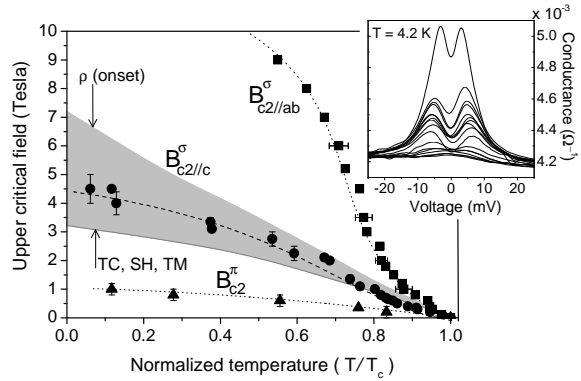 Upper critical field (Tesla)
10
9
8
7
6
5
4
3
2
1
0
ρ (onset)
B^σ_c2//c
B^σ_c2//ab
TC, SH, TM
B^π_c2
0.0 0.2 0.4 0.6 0.8 1.0
Normalized temperature ( T/T_c )
T = 4.2 K
x 10^-3
5.0
4.8
4.6
4.4
4.2
Conductance (Ω^-1)
-20 -10 0 10 20
Voltage (mV)